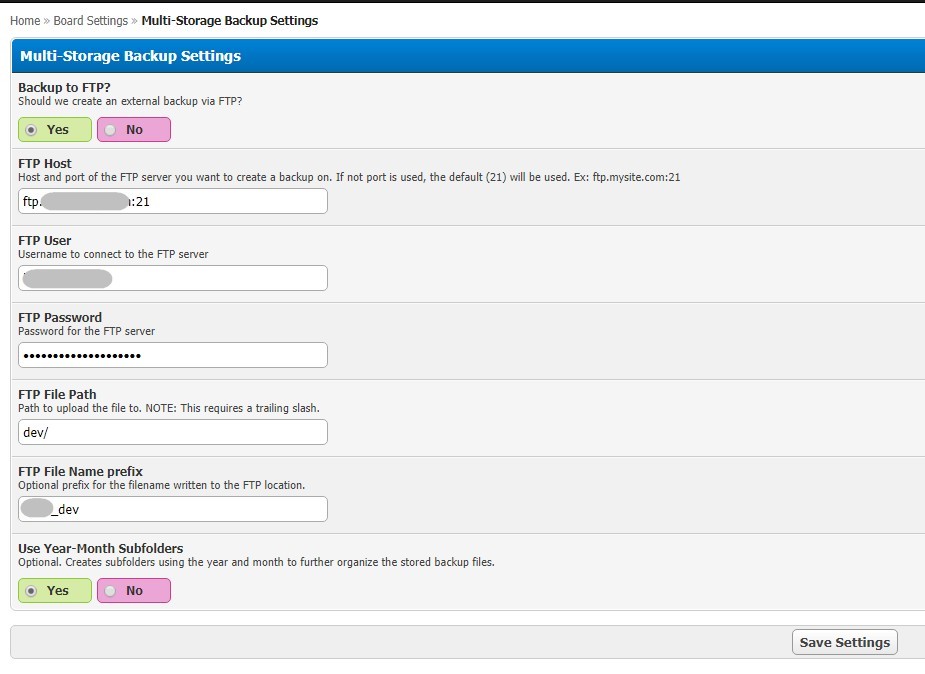 Home » Board Settings » Multi-Storage Backup Settings
Multi-Storage Backup Settings
Backup to FTP?
Should we create an external backup via FTP?
Yes No
FTP Host
Host and port of the FTP server you want to create a backup on. If not port is used, the default (21) will be used. Ex: ftp.mysite.com:21
ftp. :21
FTP User
Username to connect to the FTP server
FTP Password
Password for the FTP server
••••••••••••••••••••
FTP File Path
Path to upload the file to. NOTE: This requires a trailing slash.
dev/
FTP File Name prefix
Optional prefix for the filename written to the FTP location.
_dev
Use Year-Month Subfolders
Optional. Creates subfolders using the year and month to further organize the stored backup files.
Yes No
Save Settings